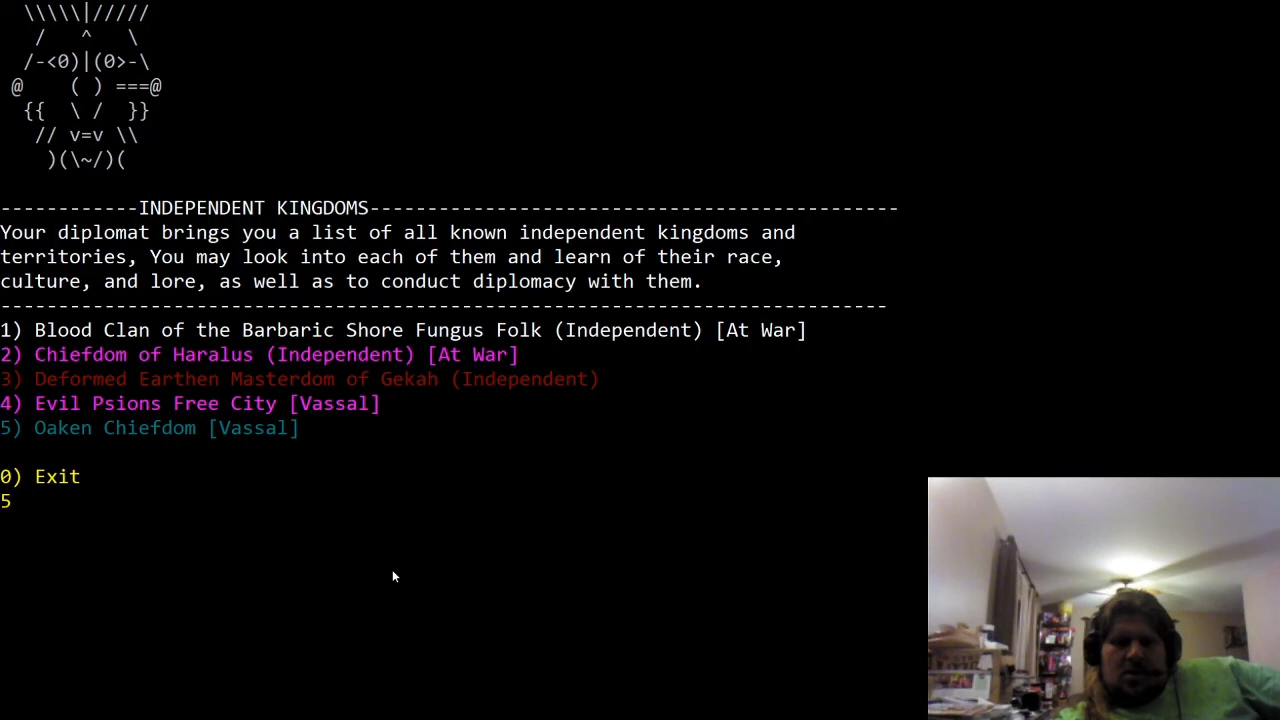 \\\\\|/////
/ ^ \
/-<0)|(0>-\
@ ( ) ===@
{{ \ / }}
// v=v \\
)(\~/)(
------------INDEPENDENT KINGDOMS----------------------------------------------
Your diplomat brings you a list of all known independent kingdoms and
territories, You may look into each of them and learn of their race,
culture, and lore, as well as to conduct diplomacy with them.
-----------------------------------------------------------------------------
1) Blood Clan of the Barbaric Shore Fungus Folk (Independent) [At War]
2) Chiefdom of Haralus (Independent) [At War]
3) Deformed Earthen Masterdom of Gekah (Independent)
4) Evil Psions Free City [Vassal]
5) Oaken Chiefdom [Vassal]
0) Exit
5